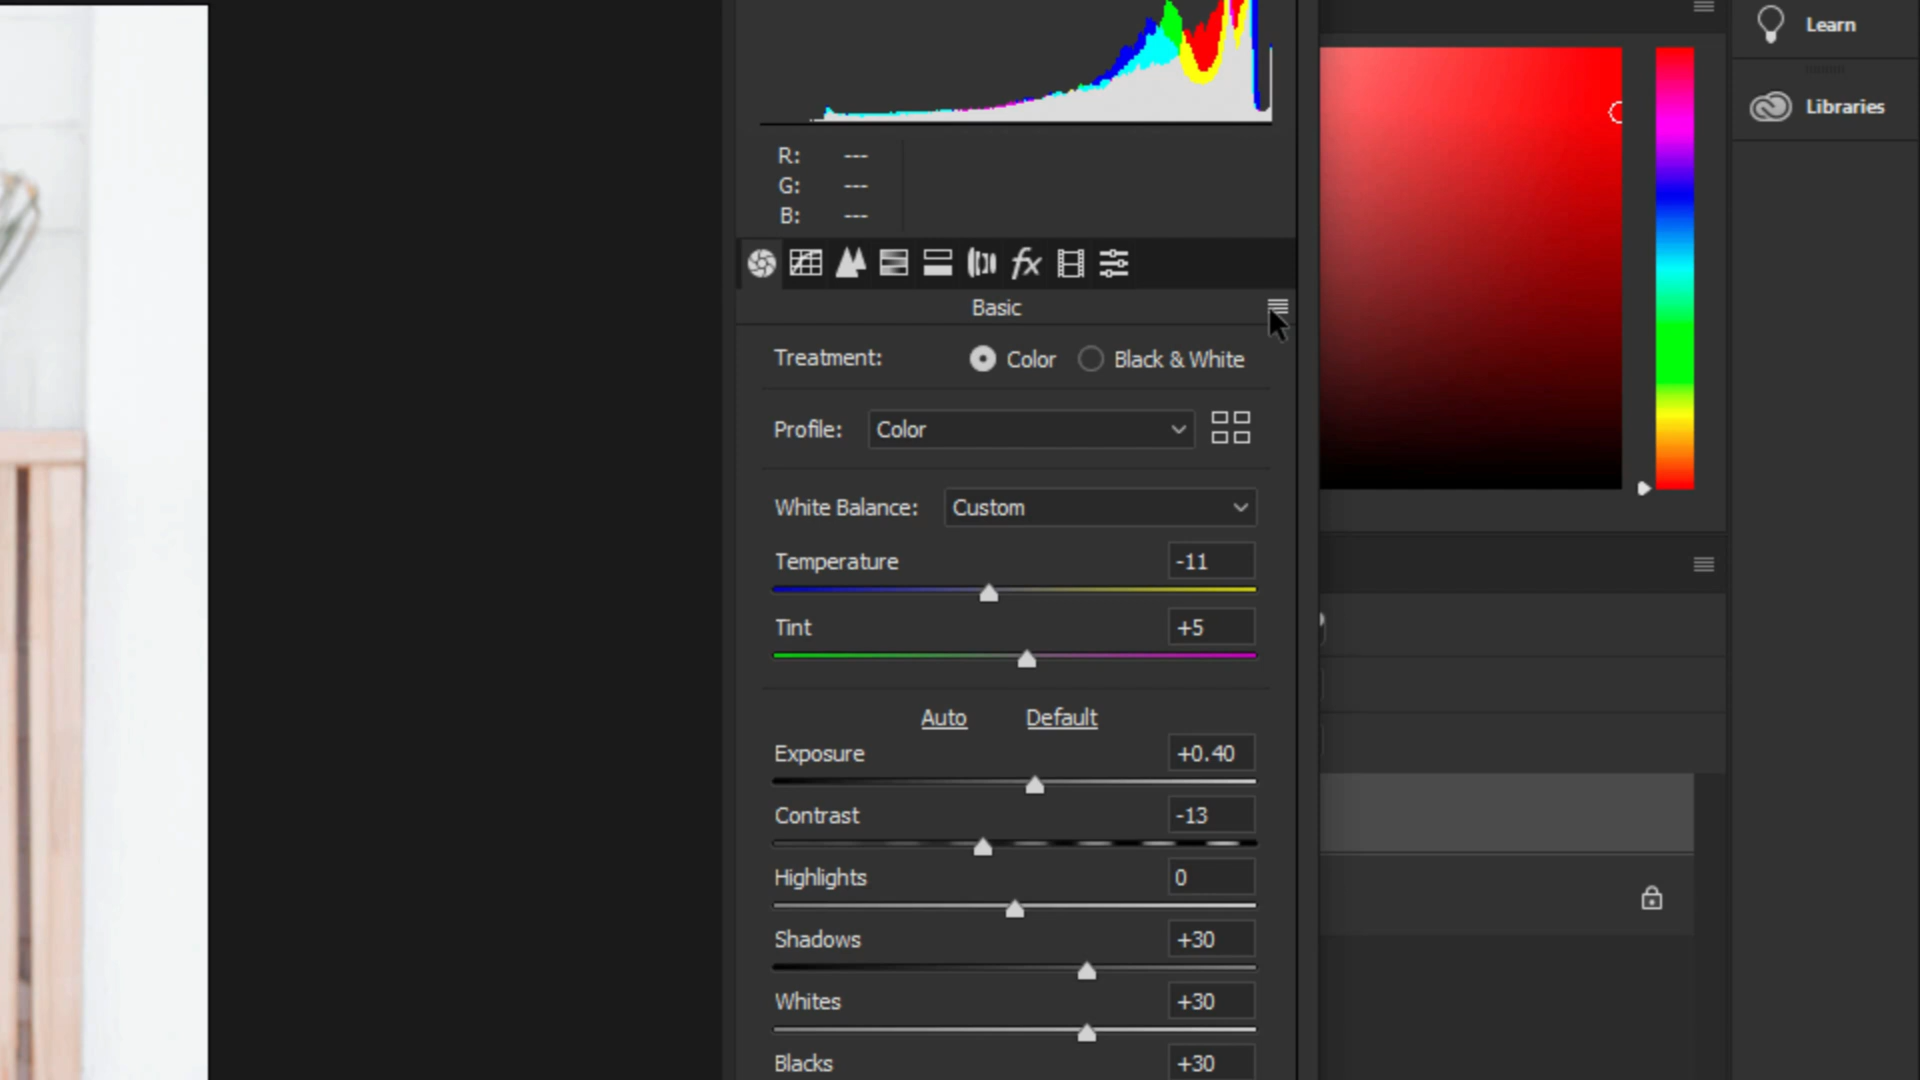 Learn
Libraries
R: ---
G: ---
B: ---
fx
Basic
Treatment: Color Black & White
Profile: Color
White Balance: Custom
Temperature -11
Tint +5
Auto Default
Exposure +0.40
Contrast -13
Highlights 0
Shadows +30
Whites +30
Blacks +30